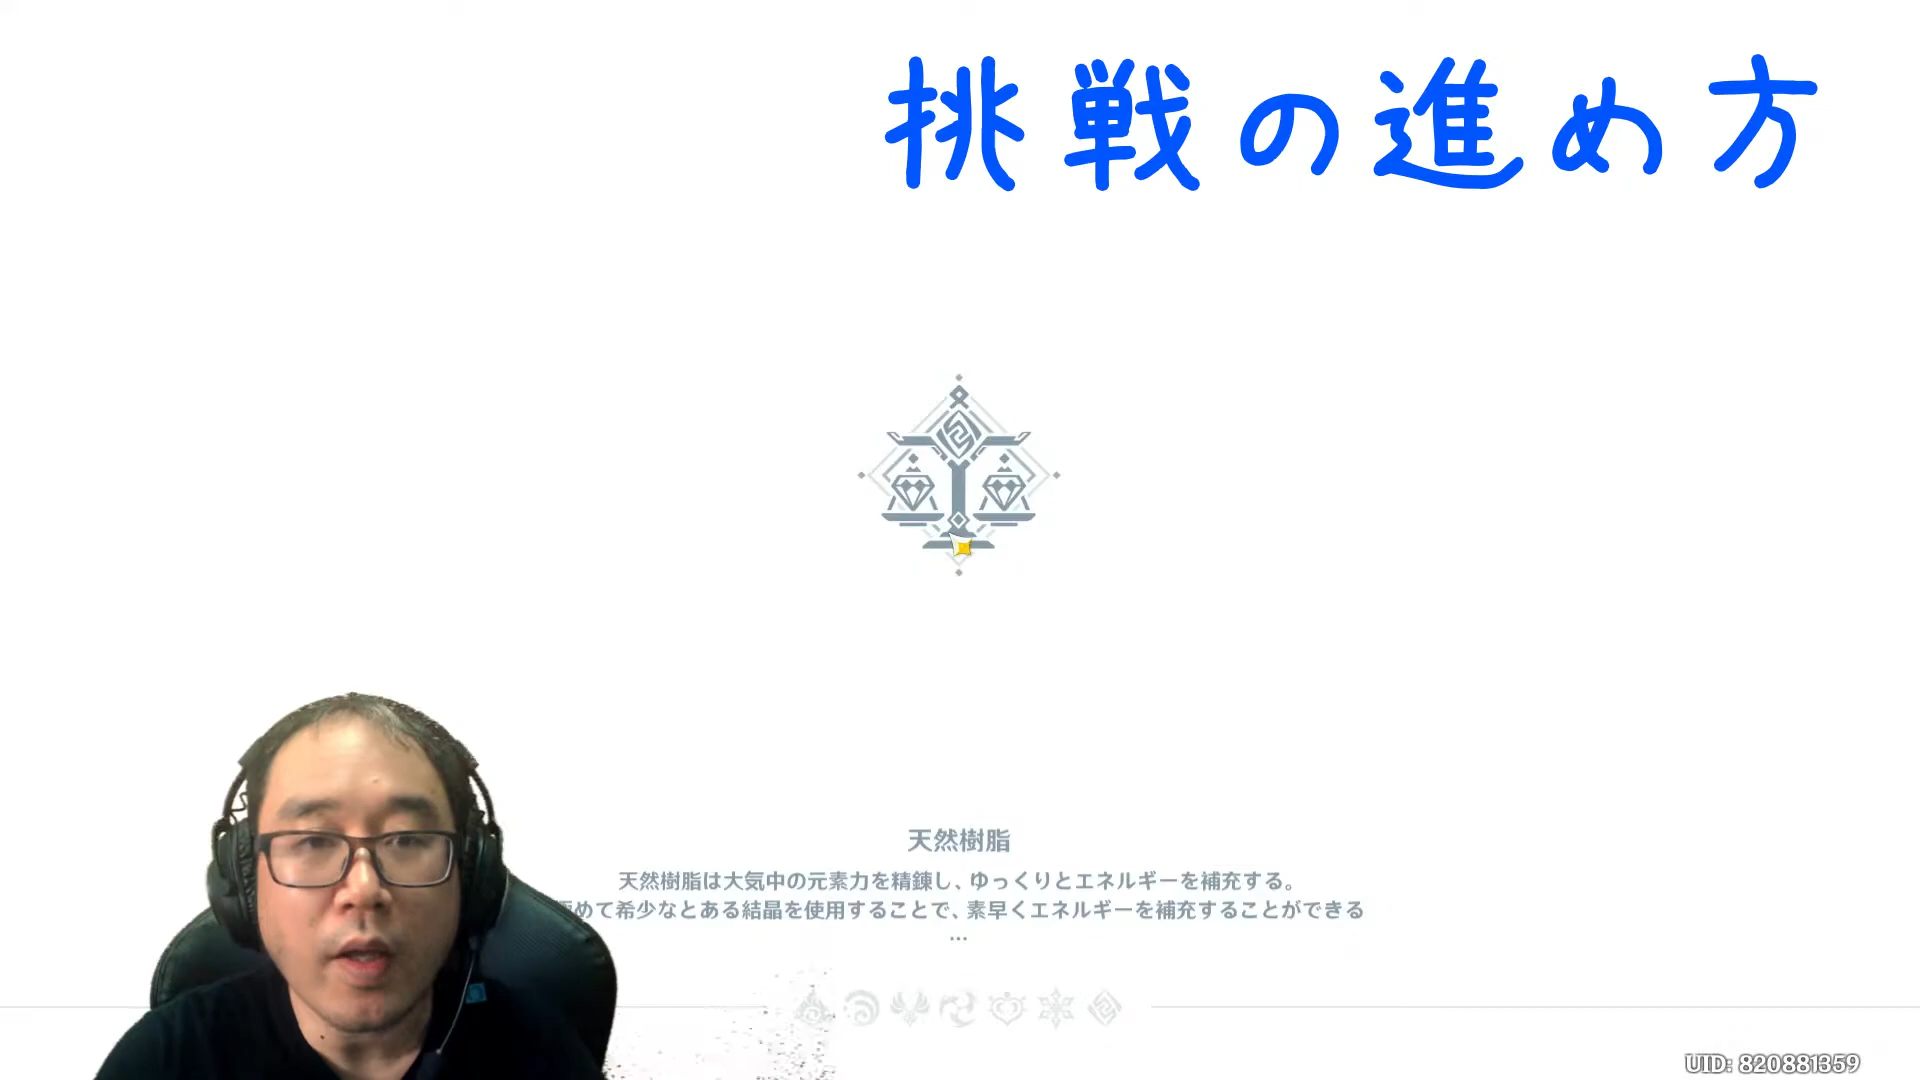 挑戦の進め方
天然樹脂
天然樹脂は大気中の元素力を精錬し、ゆっくりとエネルギーを補充する。
めて希少なとある結晶を使用することで、素早くエネルギーを補充することができる
…
UID: 820881359